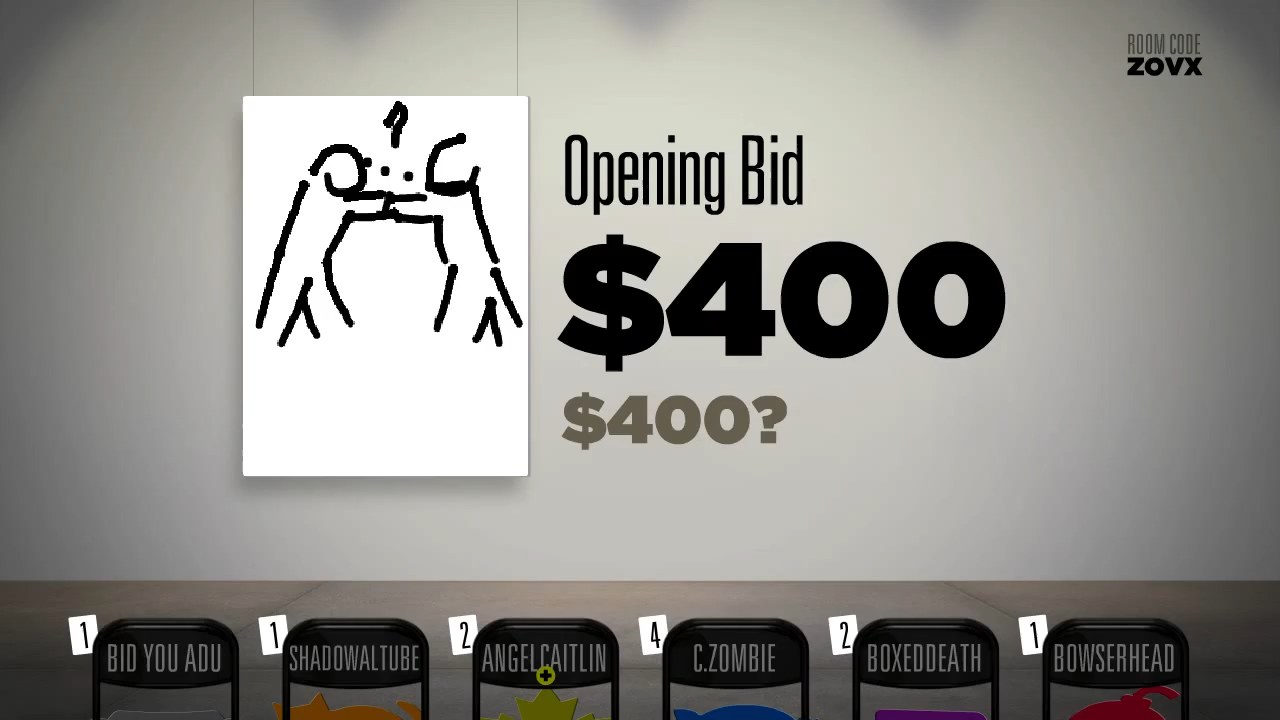 ROOM CODE
ZOVX
Opening Bid
$400
$400?
1 BID YOU ADU
1 SHADOWALTUBE
2 ANGELCAITLIN
4 C.ZOMBIE
2 BOXEDDEATH
1 BOWSERHEAD